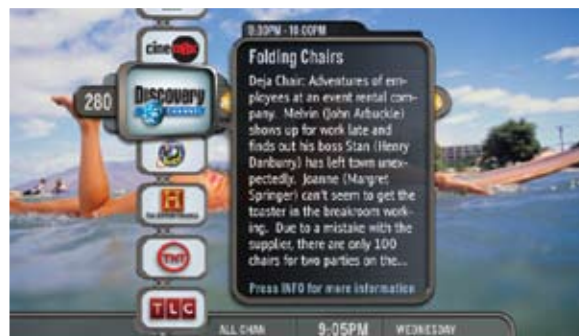 9:30PM - 10:00PM
cinemax
Folding Chairs
280
Discovery
CHANNEL
Deja Chair: Adventures of em-
ployees at an event rental com-
pany. Melvin (John Arbuckle)
shows up for work late and
finds out his boss Stan (Henry
Danburry) has left town unex-
pectedly. Joanne (Margret
Springer) can't seem to get the
toaster in the breakroom work-
ing. Due to a mistake with the
supplier, there are only 100
chairs for two parties on the...
H
THE HISTORY CHANNEL
TNT
Press INFO for more information
TLC
ALL CHAN
9:05PM
WEDNESDAY